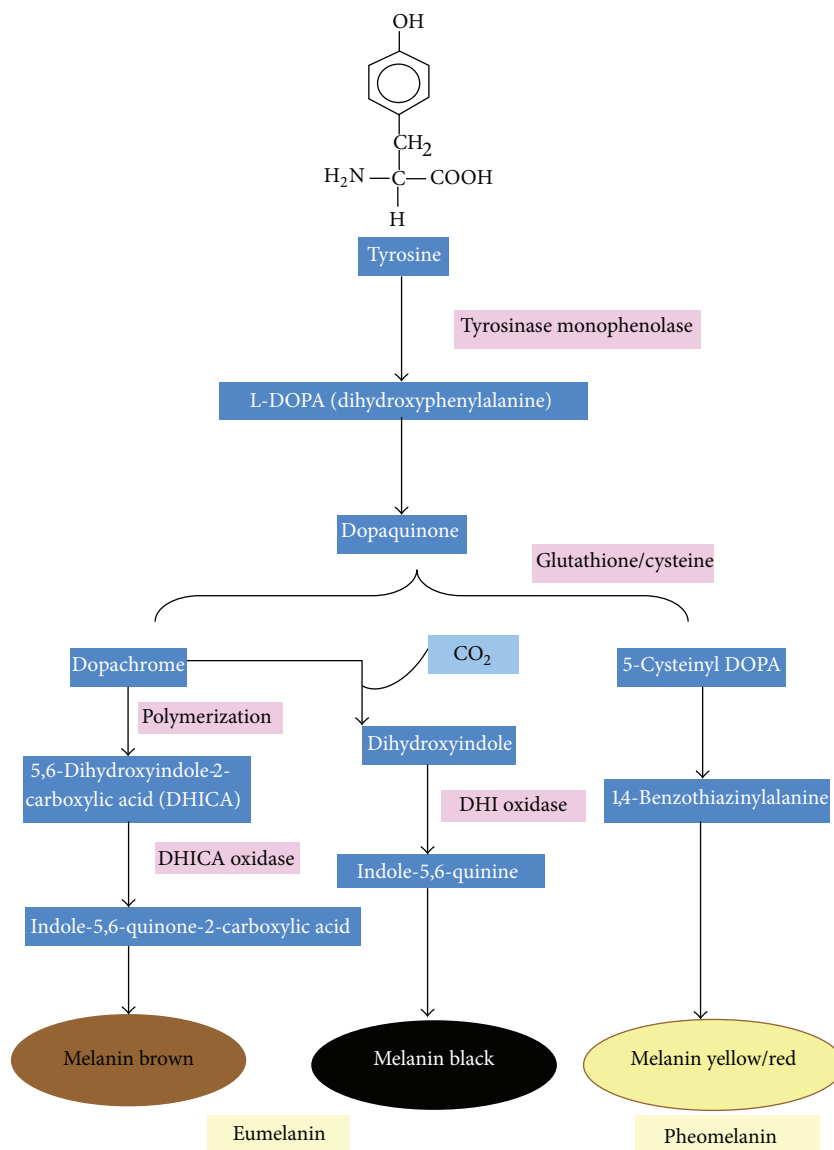 OH
CH2
H2N
C
COOH
H
Tyrosine
Tyrosinase monophenolase
L-DOPA (dihydroxyphenylalanine)
Dopaquinone
Glutathione/cysteine
Dopachrome
CO2
5-Cysteinyl DOPA
Polymerization
Dihydroxyindole
5,6-Dihydroxyindole-2-
carboxylic acid (DHICA)
1,4-Benzothiazinylalanine
DHI oxidase
DHICA oxidase
Indole-5,6-quinine
Indole-5,6-quinone-2-carboxylic acid
Melanin brown
Melanin black
Melanin yellow/red
Eumelanin
Pheomelanin